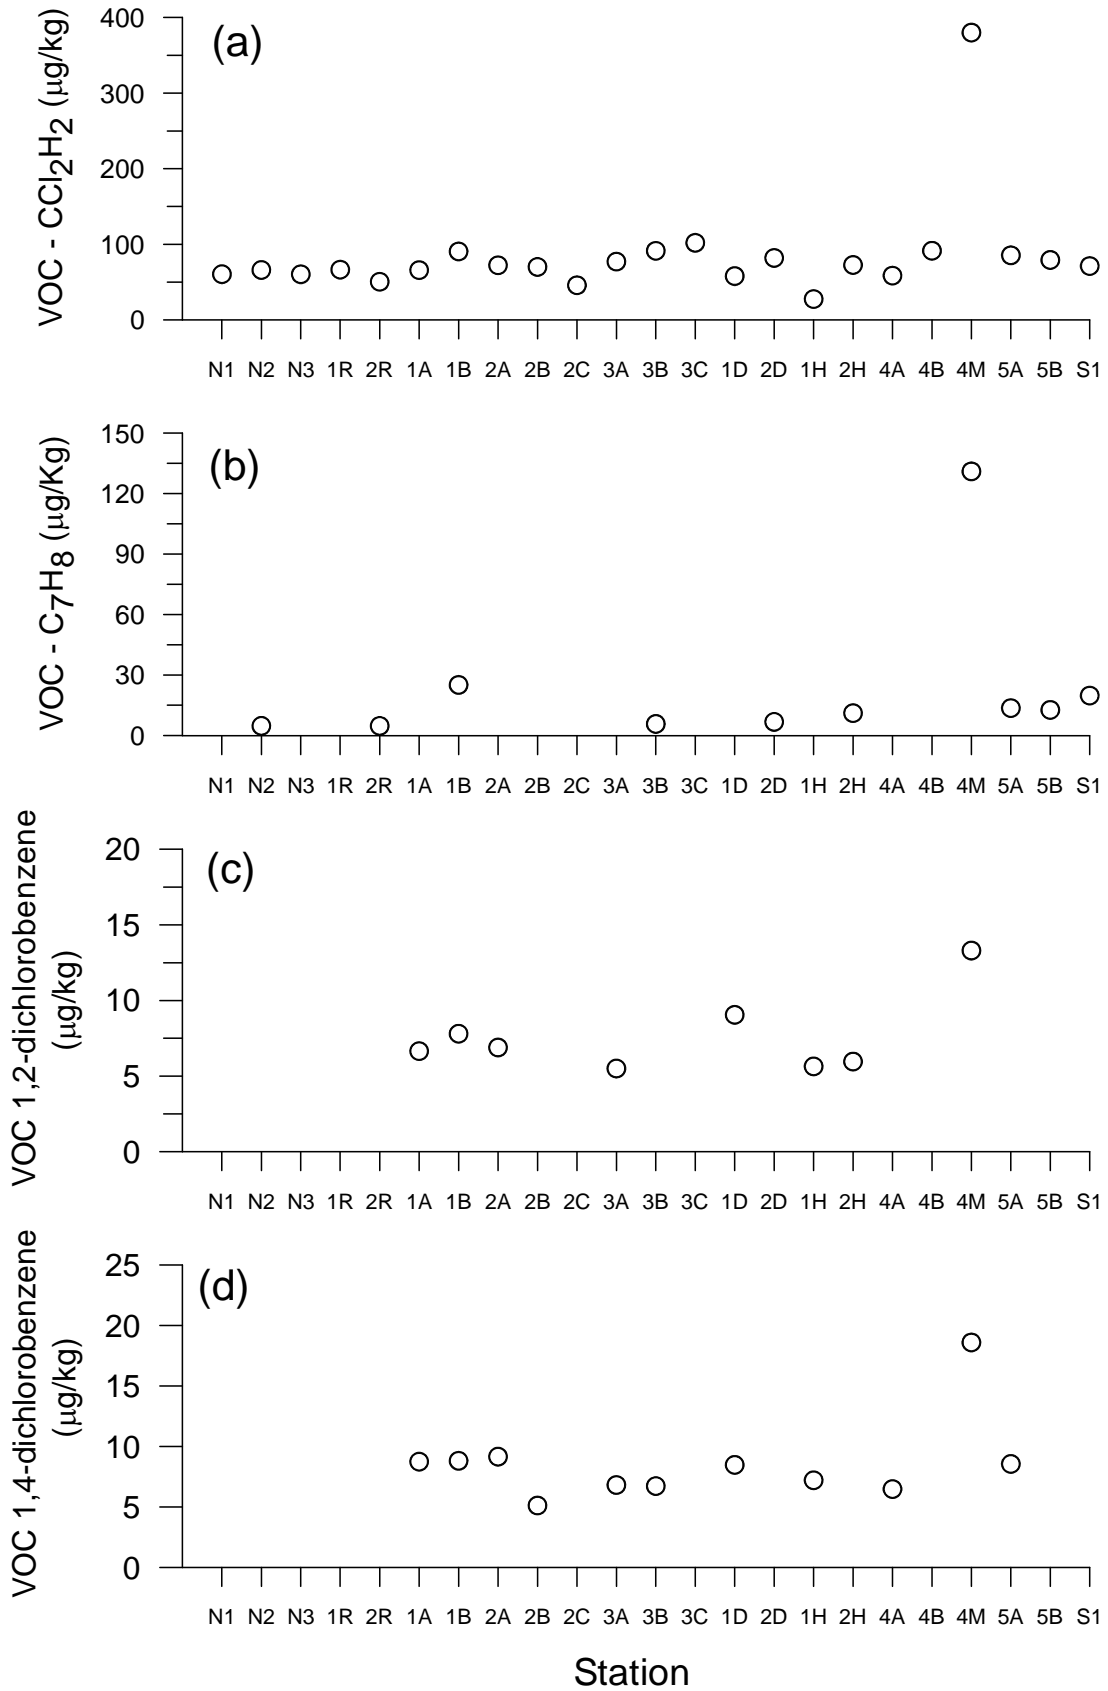 (a)
VOC - CCl2H2 (μg/kg)
400
300
200
100
0
N1 N2 N3 1R 2R 1A 1B 2A 2B 2C 3A 3B 3C 1D 2D 1H 2H 4A 4B 4M 5A 5B S1
(b)
VOC - C7H8 (μg/Kg)
150
120
90
60
30
0
N1 N2 N3 1R 2R 1A 1B 2A 2B 2C 3A 3B 3C 1D 2D 1H 2H 4A 4B 4M 5A 5B S1
(c)
VOC 1,2-dichlorobenzene
(μg/kg)
20
15
10
5
0
N1 N2 N3 1R 2R 1A 1B 2A 2B 2C 3A 3B 3C 1D 2D 1H 2H 4A 4B 4M 5A 5B S1
(d)
VOC 1,4-dichlorobenzene
(μg/kg)
25
20
15
10
5
0
N1 N2 N3 1R 2R 1A 1B 2A 2B 2C 3A 3B 3C 1D 2D 1H 2H 4A 4B 4M 5A 5B S1
Station